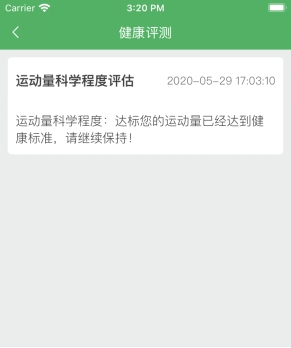 Carrier 3:20 PM
健康评测
运动量科学程度评估 2020-05-29 17:03:10
运动量科学程度：达标您的运动量已经达到健
康标准，请继续保持！